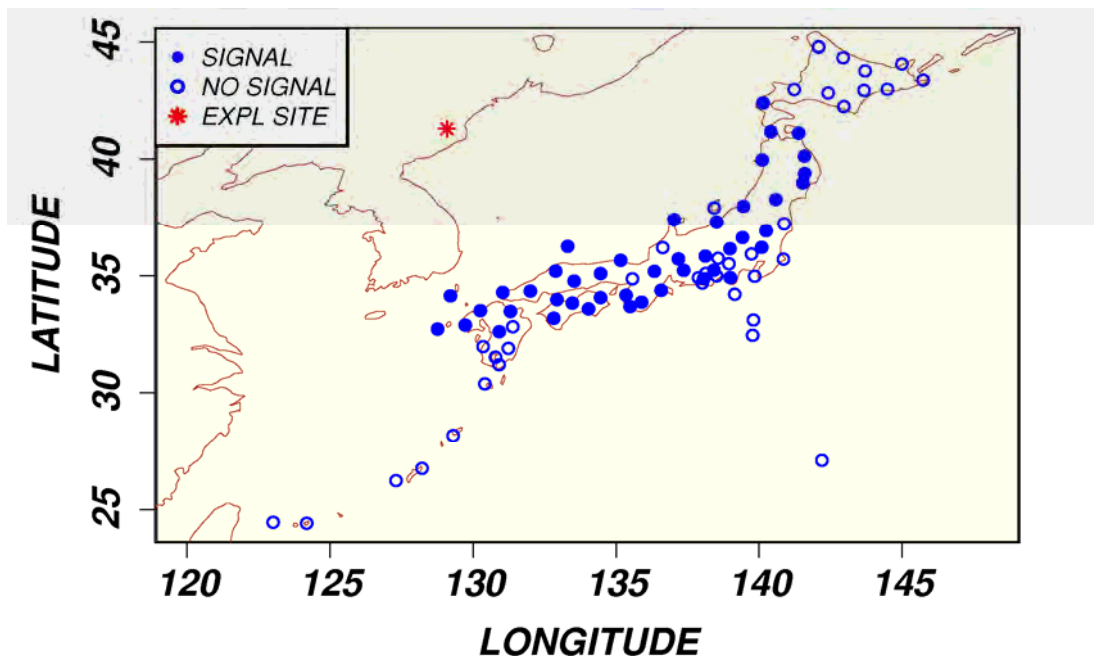 SIGNAL
NO SIGNAL
EXPL SITE
45
40
35
30
25
LATITUDE
120 125 130 135 140 145
LONGITUDE